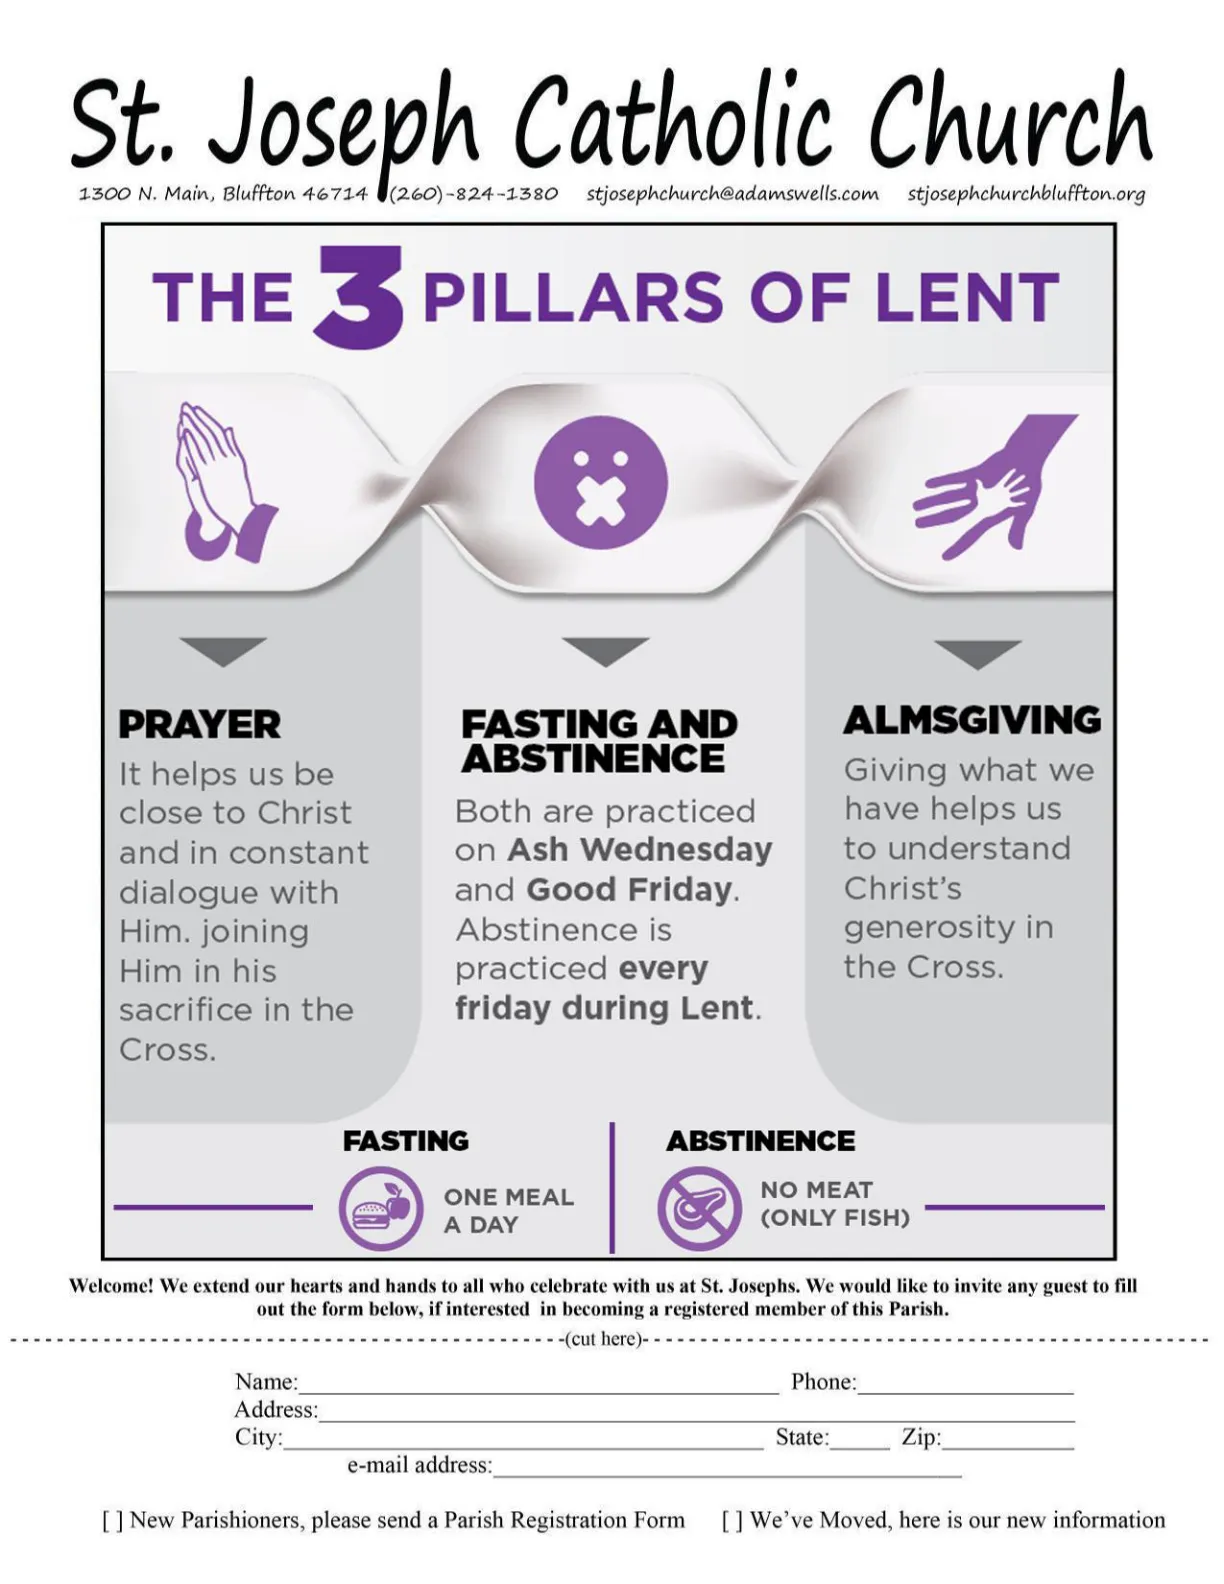 St. Joseph Catholic Church
1300 N. Main, Bluffton 46714 (260)-824-1380 stjosephchurch@adamswells.com stjosephchurchbluffton.org
THE 3 PILLARS OF LENT
PRAYER
It helps us be
close to Christ
and in constant
dialogue with
Him. joining
Him in his
sacrifice in the
Cross.
FASTING AND
ABSTINENCE
Both are practiced
on Ash Wednesday
and Good Friday.
Abstinence is
practiced every
friday during Lent.
ALMSGIVING
Giving what we
have helps us
to understand
Christ's
generosity in
the Cross.
FASTING
ONE MEAL
A DAY
ABSTINENCE
NO MEAT
(ONLY FISH)
Welcome! We extend our hearts and hands to all who celebrate with us at St. Josephs. We would like to invite any guest to fill
out the form below, if interested in becoming a registered member of this Parish.
(cut here)
Name: Phone:
Address:
City: State: Zip:
e-mail address:
[ ] New Parishioners, please send a Parish Registration Form [ ] We've Moved, here is our new information